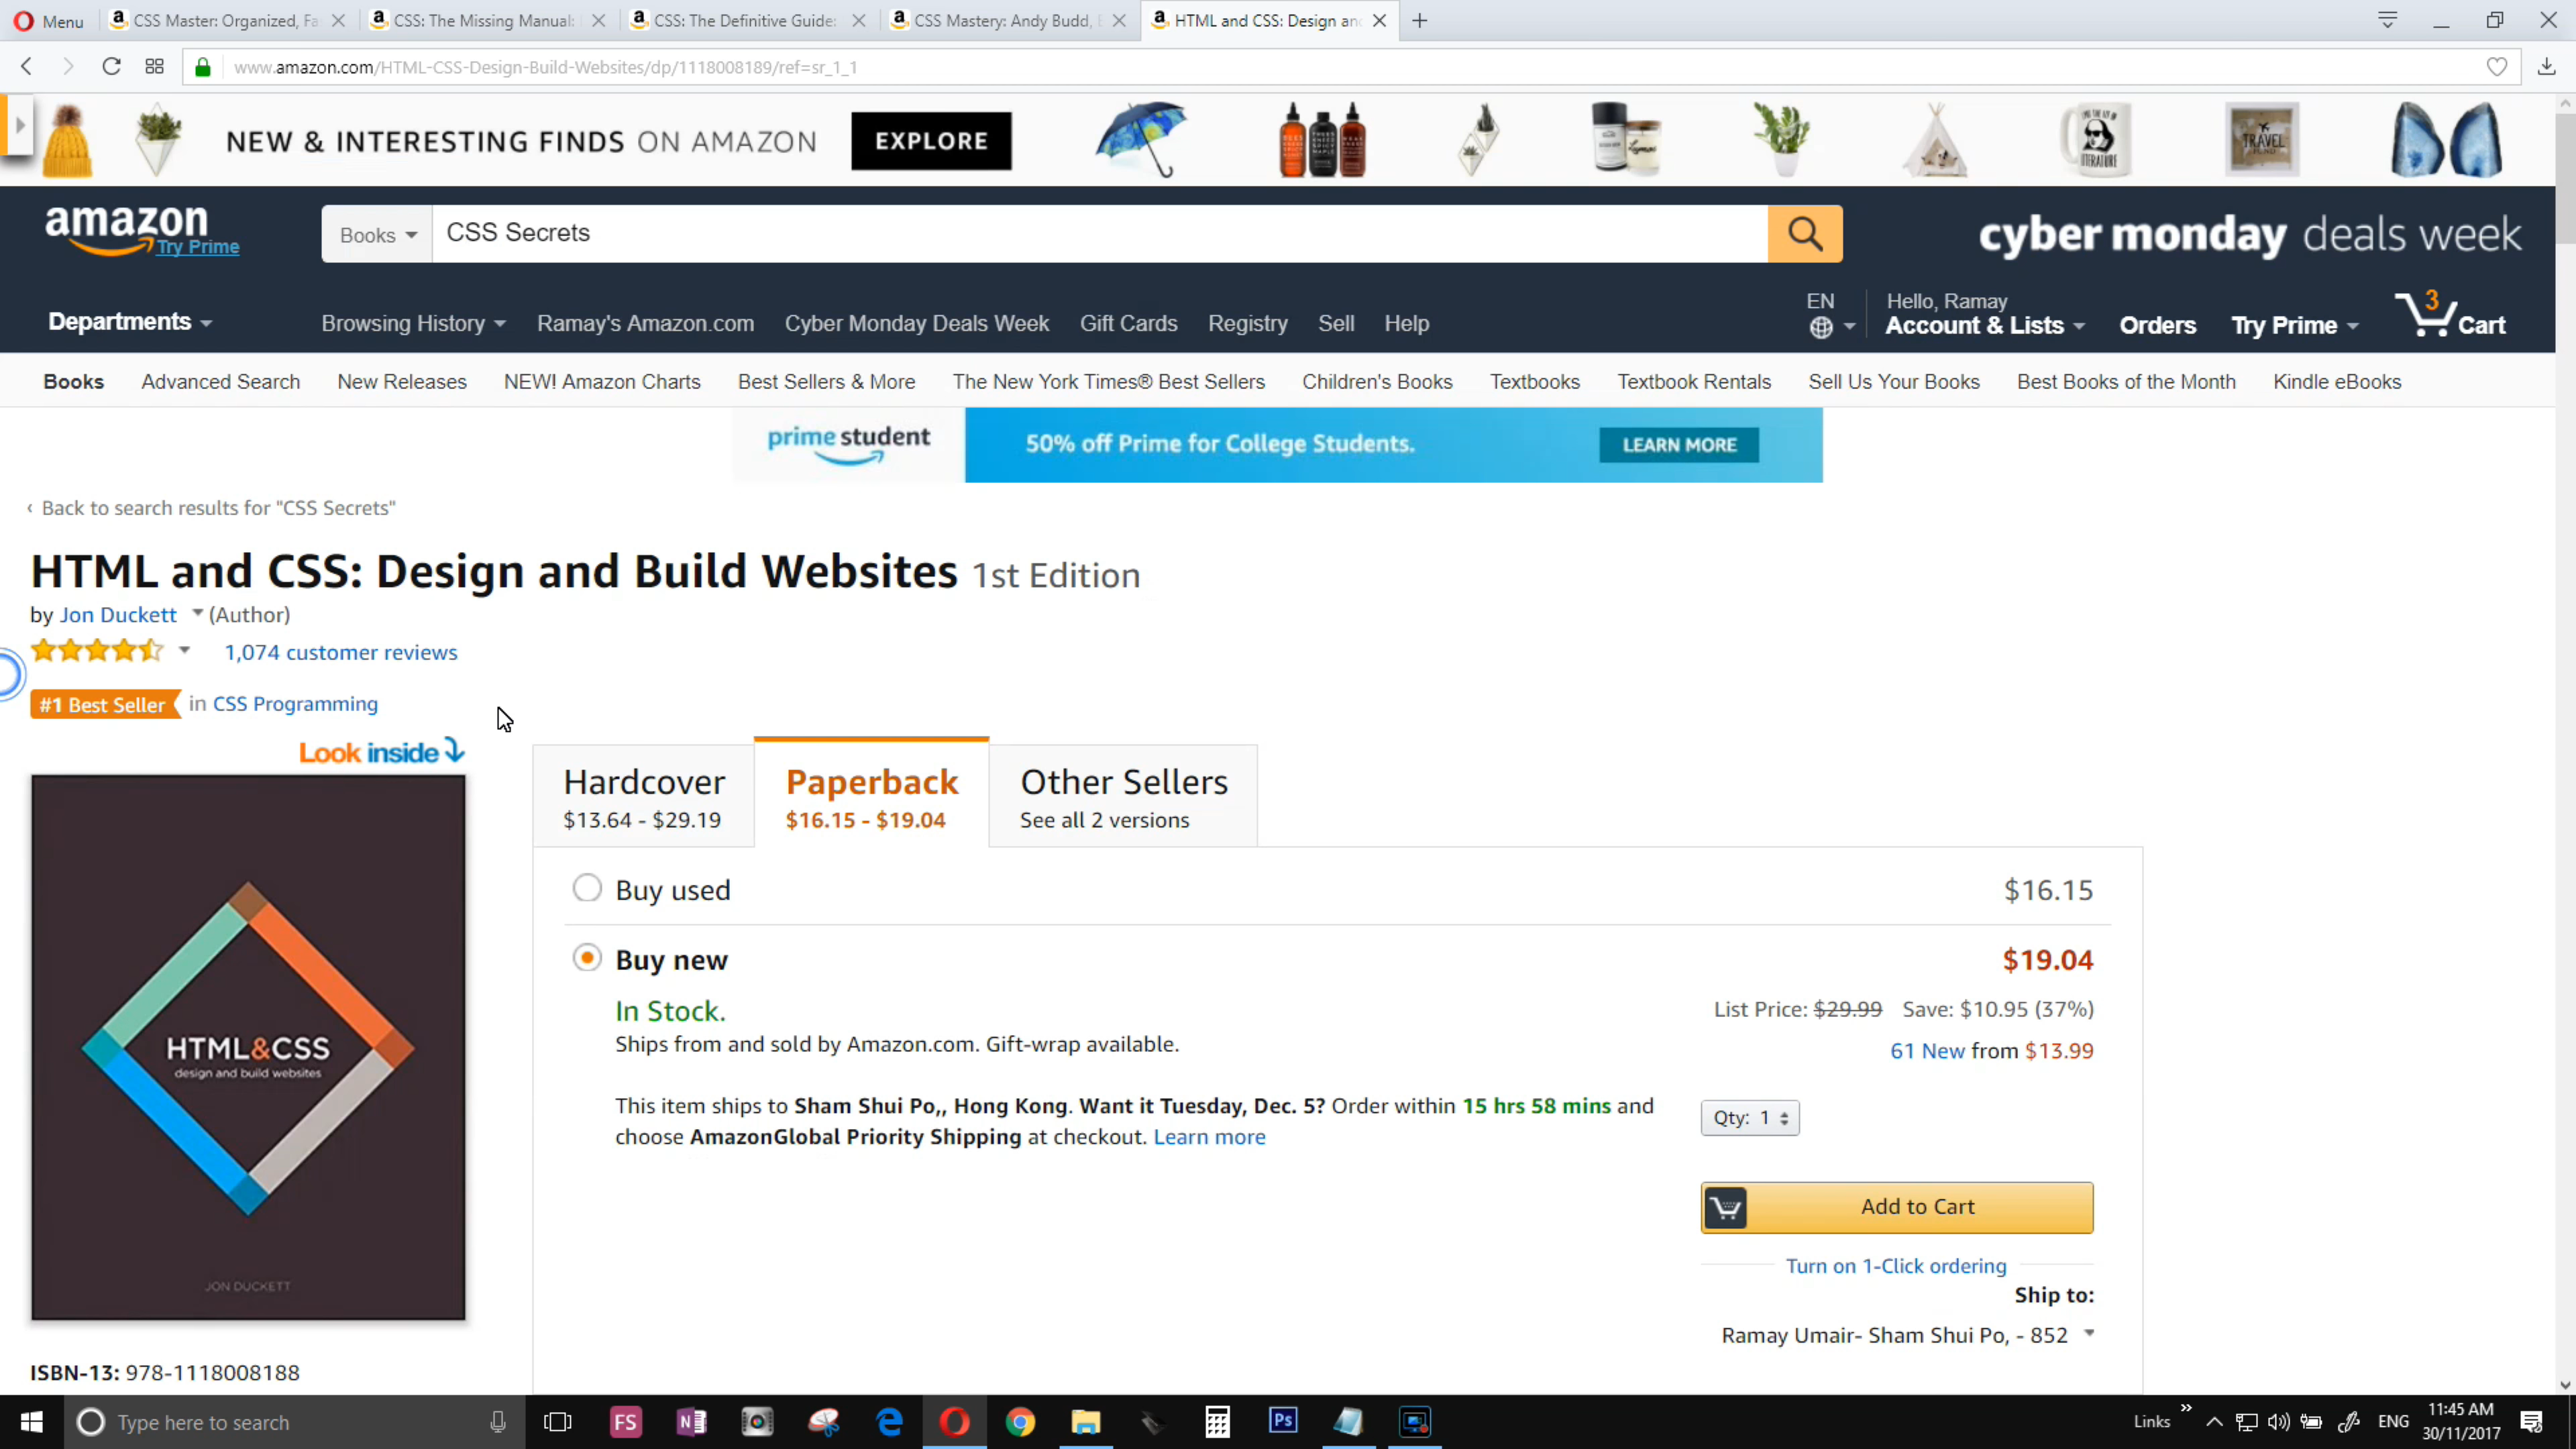 Menu
CSS Master: Organized, Fa
CSS: The Missing Manual:
CSS: The Definitive Guide:
CSS Mastery: Andy Budd,
HTML and CSS: Design an
www.amazon.com/HTML-CSS-Design-Build-Websites/dp/1118008189/ref=sr_1_1
NEW & INTERESTING FINDS ON AMAZON
EXPLORE
LITERATURE
TRAVEL
amazon
Try Prime
Books
CSS Secrets
cyber monday deals week
Departments
Browsing History
Ramay's Amazon.com
Cyber Monday Deals Week
Gift Cards
Registry
Sell
Help
EN
Hello, Ramay
Account & Lists
Orders
Try Prime
3
Cart
Books
Advanced Search
New Releases
NEW! Amazon Charts
Best Sellers & More
The New York Times® Best Sellers
Children's Books
Textbooks
Textbook Rentals
Sell Us Your Books
Best Books of the Month
Kindle eBooks
prime student
50% off Prime for College Students.
LEARN MORE
‹ Back to search results for "CSS Secrets"
HTML and CSS: Design and Build Websites 1st Edition
by Jon Duckett (Author)
1,074 customer reviews
#1 Best Seller in CSS Programming
Look inside
HTML&CSS
design and build websites
JON DUCKETT
ISBN-13: 978-1118008188
Hardcover
$13.64 - $29.19
Paperback
$16.15 - $19.04
Other Sellers
See all 2 versions
Buy used
$16.15
Buy new
$19.04
In Stock.
List Price: $29.99 Save: $10.95 (37%)
Ships from and sold by Amazon.com. Gift-wrap available.
61 New from $13.99
This item ships to Sham Shui Po,, Hong Kong. Want it Tuesday, Dec. 5? Order within 15 hrs 58 mins and
choose AmazonGlobal Priority Shipping at checkout. Learn more
Qty: 1
Add to Cart
Turn on 1-Click ordering
Ship to:
Ramay Umair- Sham Shui Po, - 852
Type here to search
FS
N
Ps
Links
ENG
11:45 AM
30/11/2017